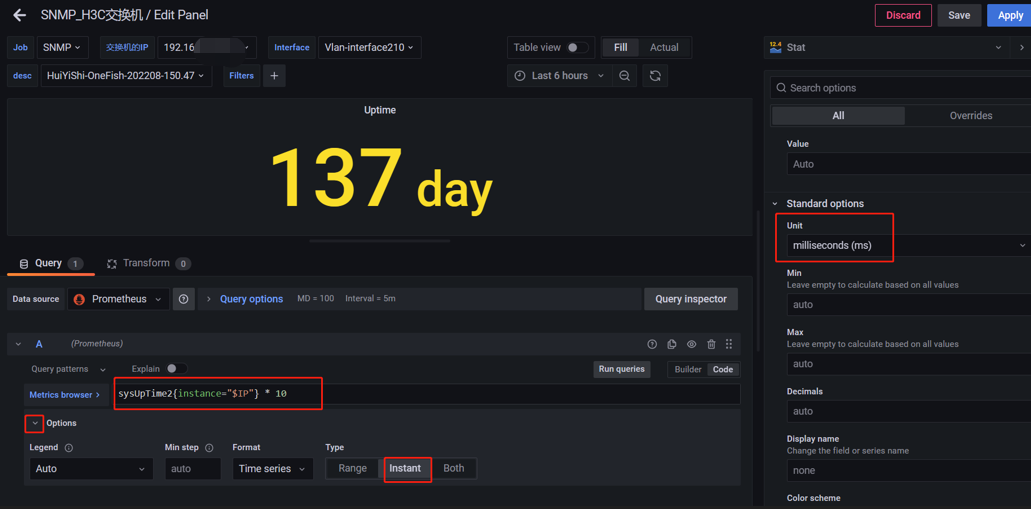 SNMP_H3C交换机 / Edit Panel
Discard Save Apply
Job SNMP 交换机的IP 192.16 Interface Vlan-interface210
Table view Fill Actual
12.4 Stat
desc HuiYiShi-OneFish-202208-150.47 Filters +
Last 6 hours
Search options
All Overrides
Uptime
137 day
Value
Auto
Standard options
Unit
milliseconds (ms)
Min
Leave empty to calculate based on all values
auto
Max
Leave empty to calculate based on all values
auto
Decimals
auto
Display name
Change the field or series name
none
Color scheme
Query 1 Transform 0
Data source Prometheus Query options MD = 100 Interval = 5m Query inspector
A (Prometheus)
Query patterns Explain Run queries Builder Code
Metrics browser > sysUpTime2{instance="$IP"} * 10
Options
Legend Min step Format Type
Auto auto Time series Range Instant Both